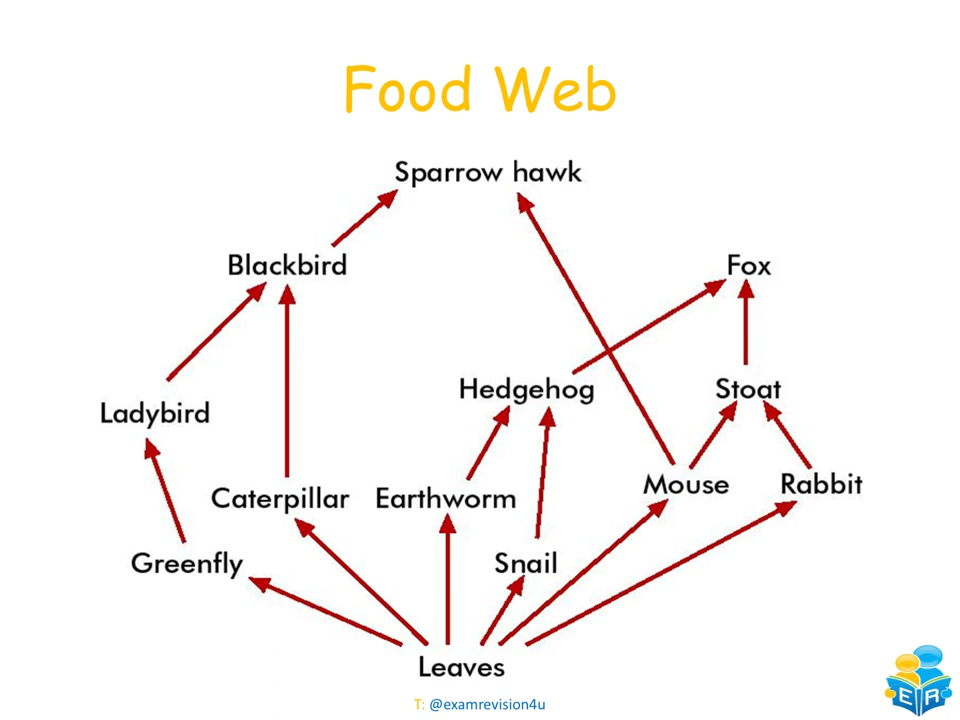 Food Web
Sparrow hawk
Blackbird
Fox
Hedgehog
Stoat
Ladybird
Mouse
Rabbit
Caterpillar
Earthworm
Greenfly
Snail
Leaves
T: @examrevision4u
E R